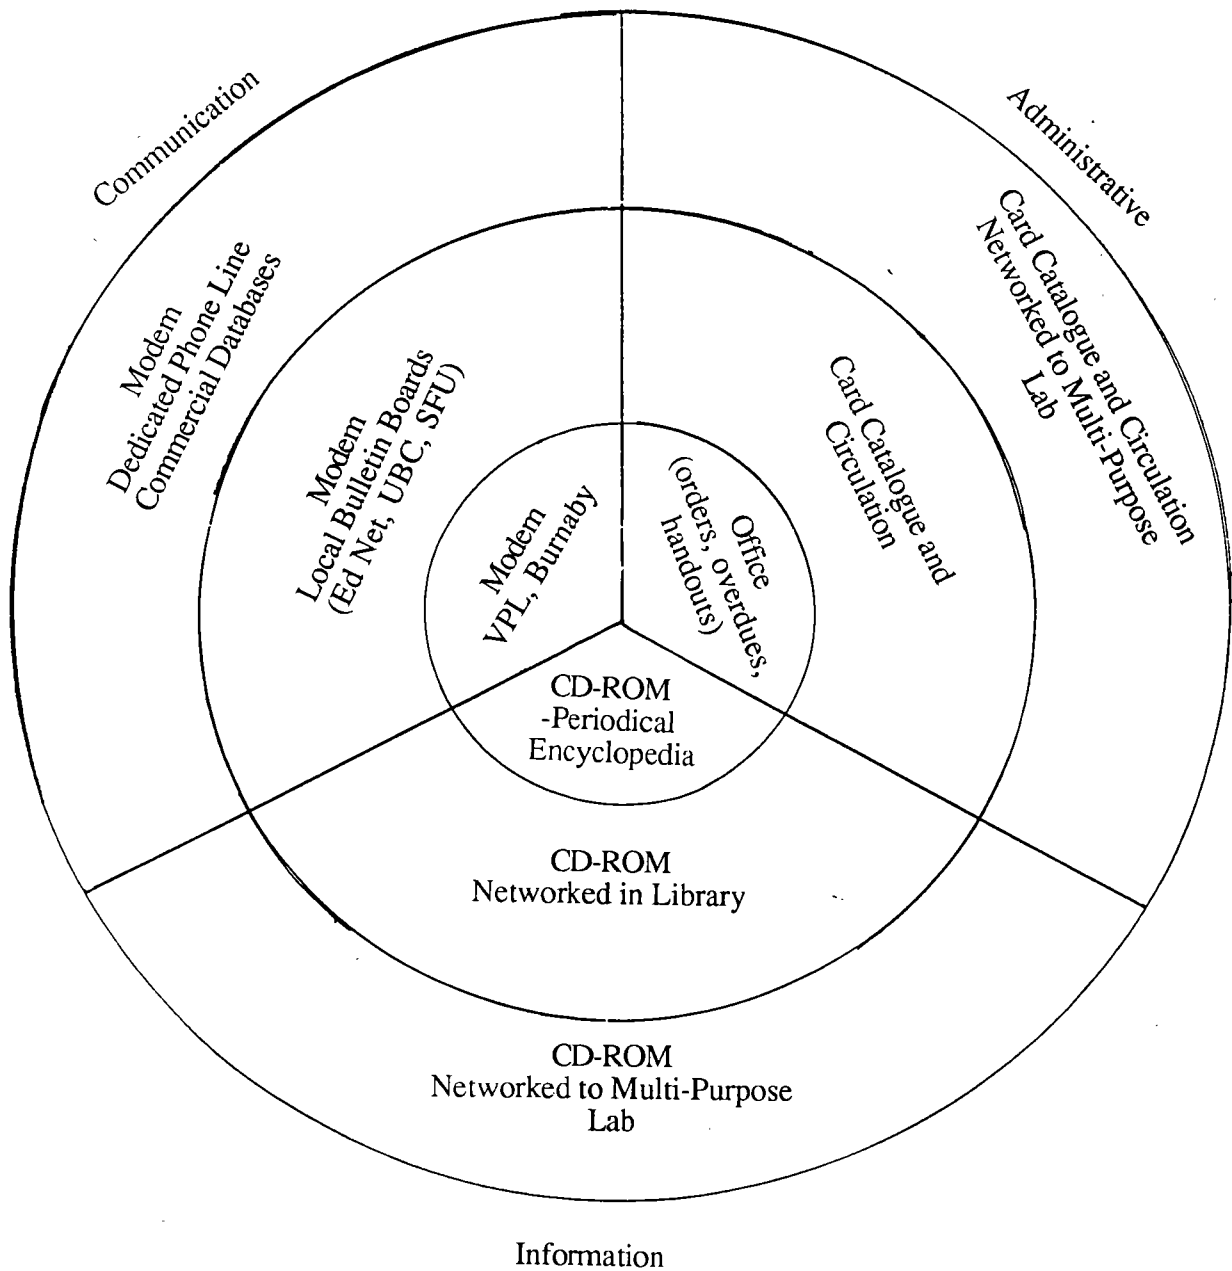 Communication
Administrative
Modem
Dedicated Phone Line
Commercial Databases
Modem
Local Bulletin Boards
(Ed Net, UBC, SFU)
Modem
VPL, Burnaby
Office
(orders, overdues,
handouts)
Card Catalogue and
Circulation
Card Catalogue and Circulation
Networked to Multi-Purpose
Lab
CD-ROM
-Periodical
Encyclopedia
CD-ROM
Networked in Library
CD-ROM
Networked to Multi-Purpose
Lab
Information